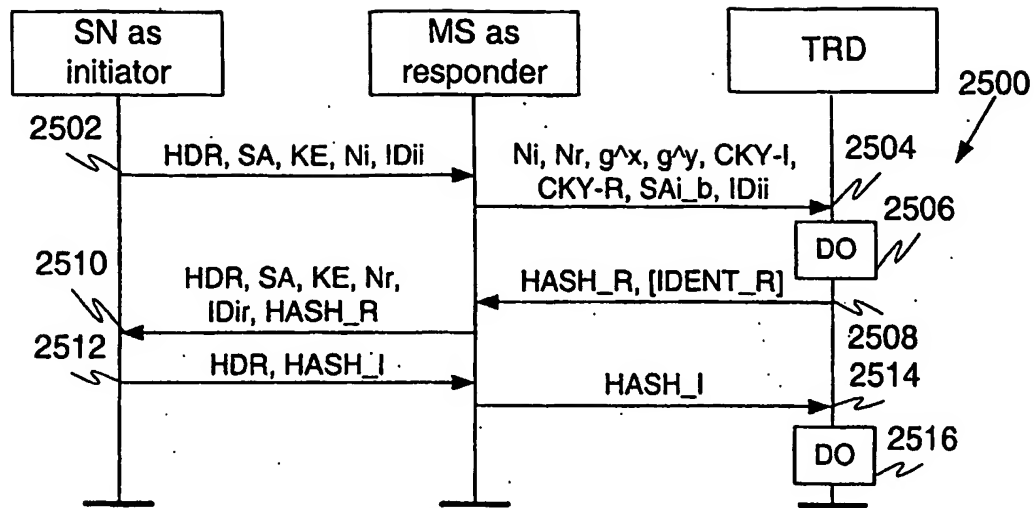 SN as
initiator
MS as
responder
TRD
2500
2502
HDR, SA, KE, Ni, IDii
Ni, Nr, g^x, g^y, CKY-I,
CKY-R, SAi_b, IDii
2504
DO
2506
2510
HDR, SA, KE, Nr,
IDir, HASH_R
HASH_R, [IDENT_R]
2508
2512
HDR, HASH_I
HASH_I
2514
DO
2516